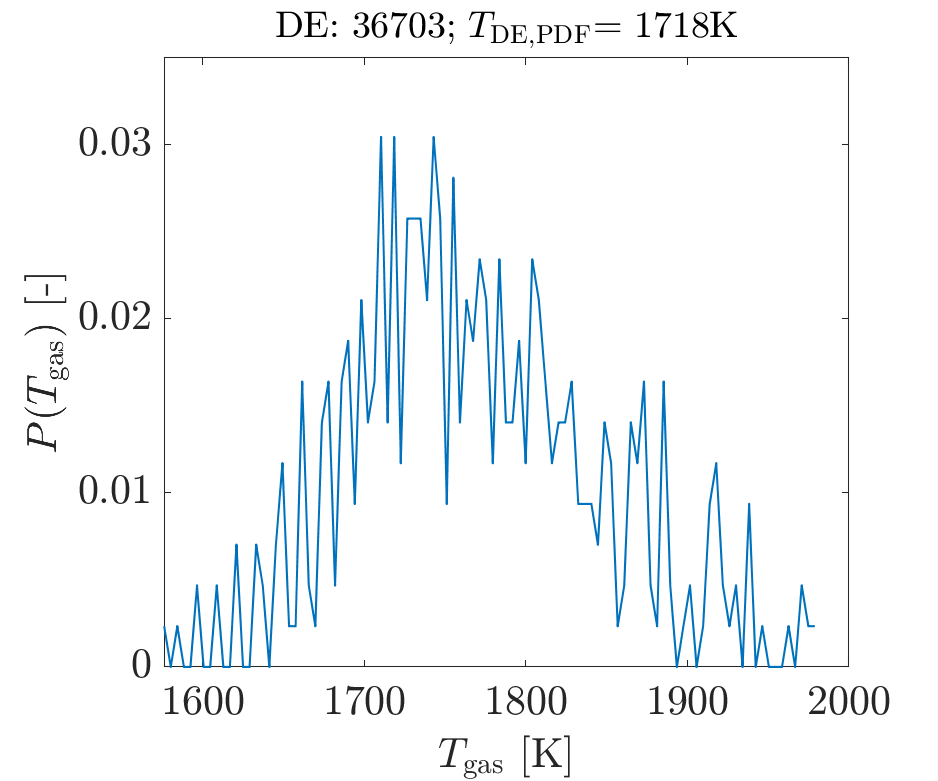 DE: 36703; T_DE,PDF= 1718K
0.03
0.02
0.01
0
P(T_gas) [-]
1600 1700 1800 1900 2000
T_gas [K]